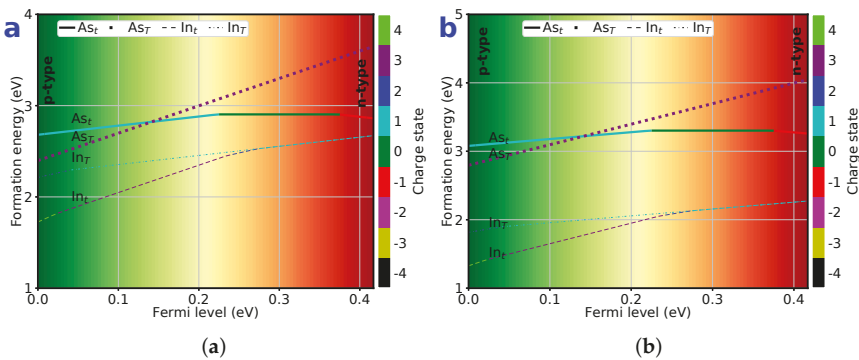 a
As_t As_T In_t In_T
p-type
n-type
As_t
As_T
In_T
In_t
Formation energy (eV)
4
3
2
1
0.0 0.1 0.2 0.3 0.4
Fermi level (eV)
4
3
2
1
0
-1
-2
-3
-4
Charge state
(a)
b
As_t As_T In_t In_T
p-type
n-type
As_t
As_T
In_T
In_t
Formation energy (eV)
5
4
3
2
1
0.0 0.1 0.2 0.3 0.4
Fermi level (eV)
4
3
2
1
0
-1
-2
-3
-4
Charge state
(b)